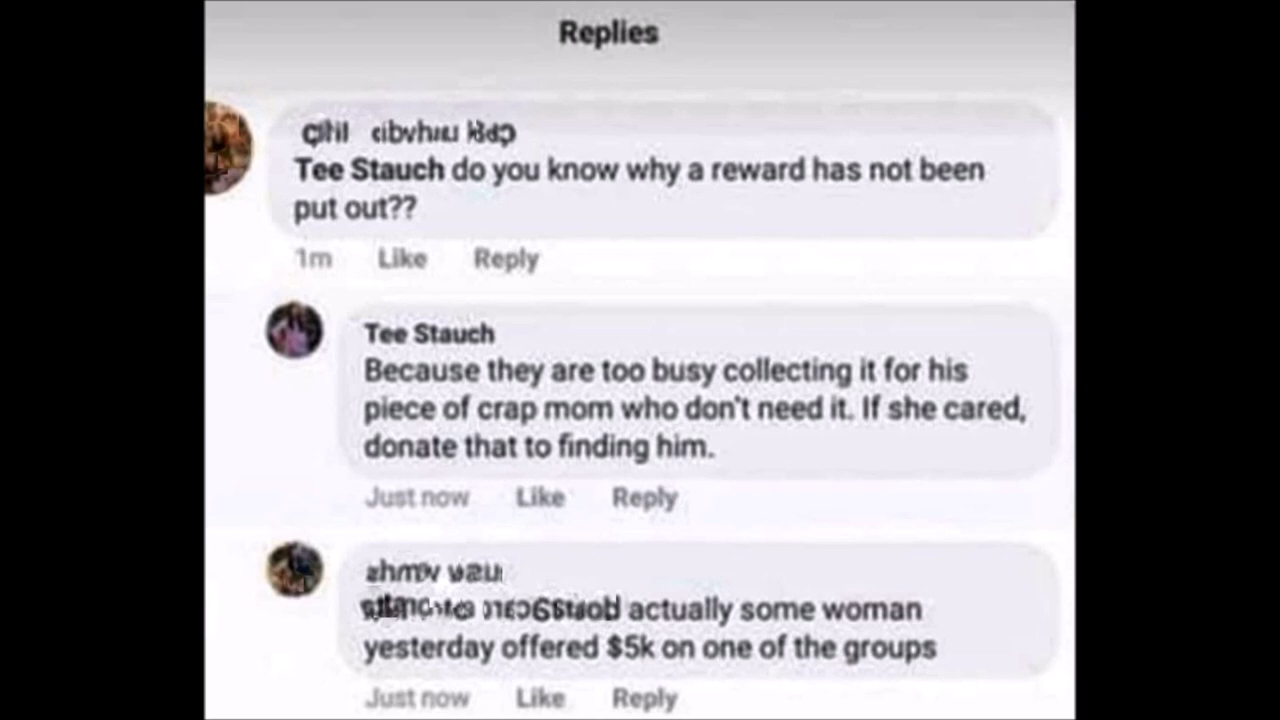 Replies
Tee Stauch do you know why a reward has not been
put out??
1m Like Reply
Tee Stauch
Because they are too busy collecting it for his
piece of crap mom who don't need it. If she cared,
donate that to finding him.
Just now Like Reply
actually some woman
yesterday offered $5k on one of the groups
Just now Like Reply